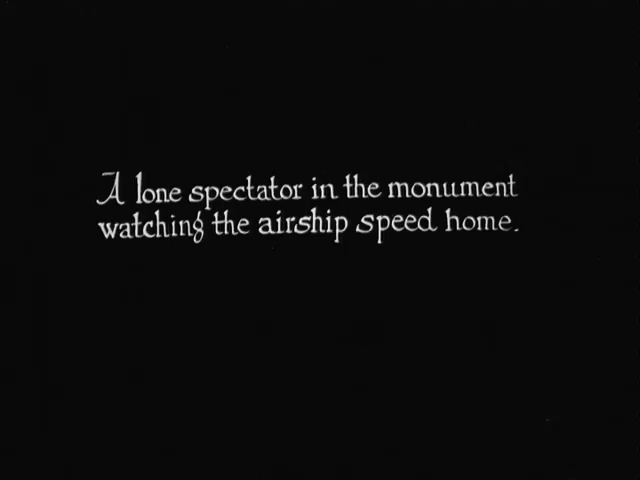 A lone spectator in the monument
watching the airship speed home.